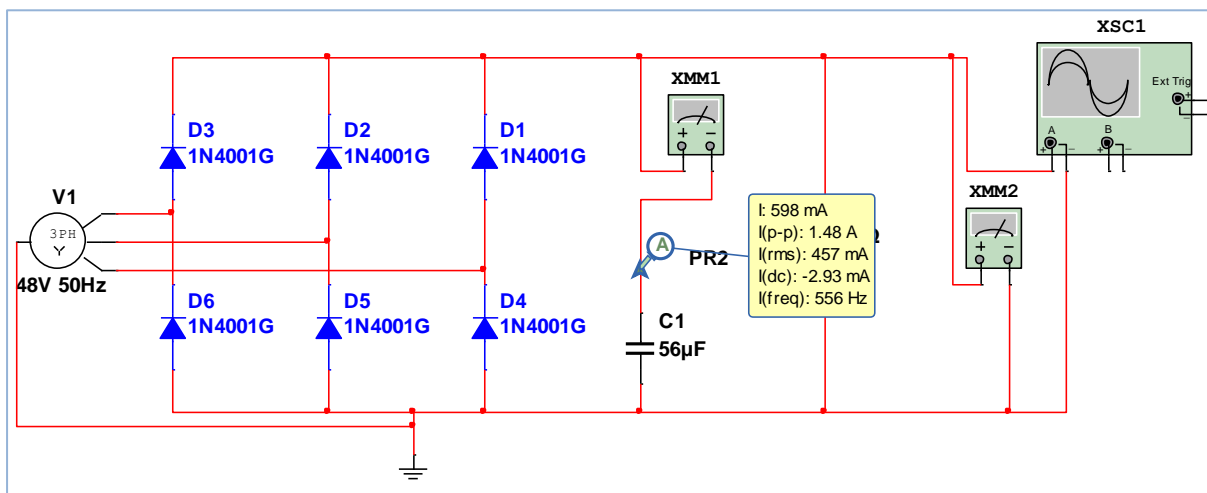 XSC1
Ext Trig
+
−
A
B
+
−
+
−
XMM1
+
−
D3
1N4001G
D2
1N4001G
D1
1N4001G
V1
3PH
Y
48V 50Hz
XMM2
+
−
I: 598 mA
I(p-p): 1.48 A
I(rms): 457 mA
I(dc): -2.93 mA
I(freq): 556 Hz
A
PR2
Ω
D6
1N4001G
D5
1N4001G
D4
1N4001G
C1
56µF